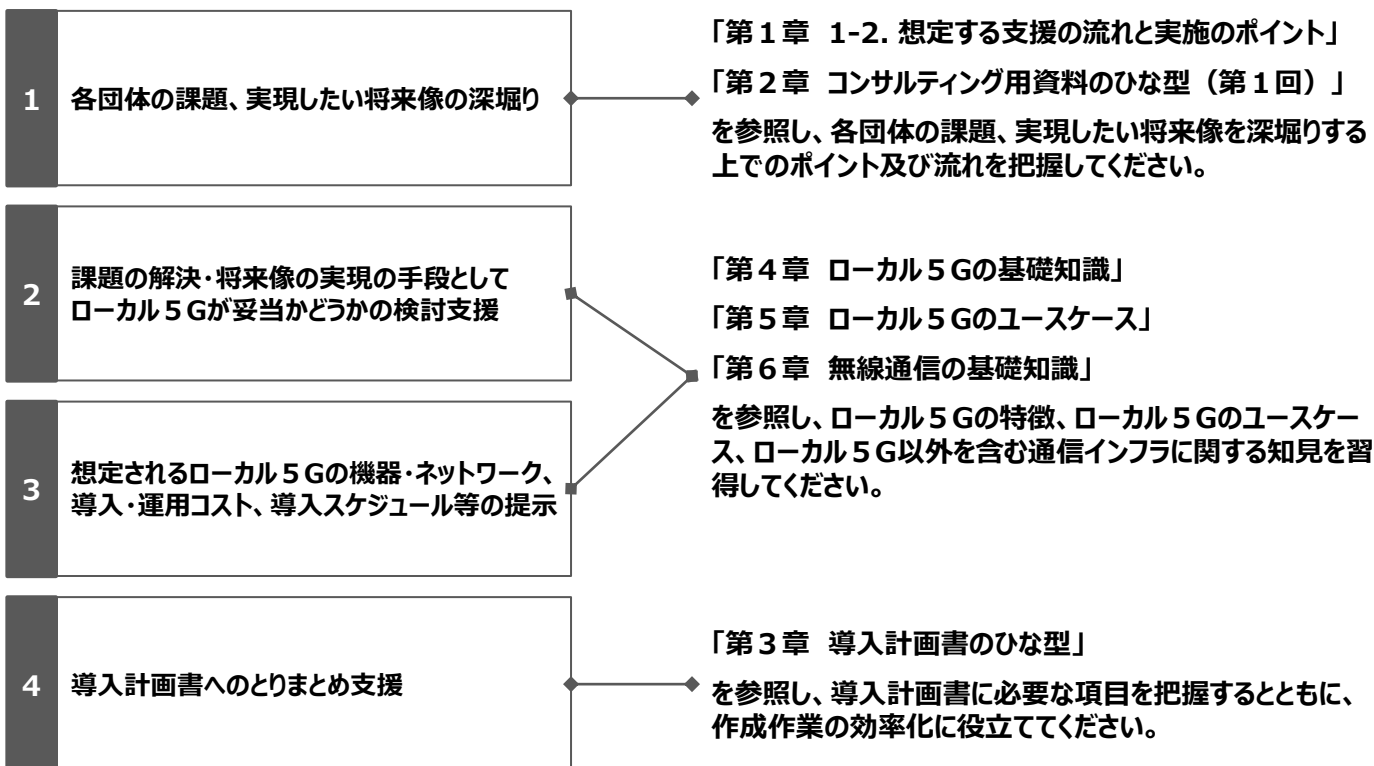 1
各団体の課題、実現したい将来像の深堀り
「第１章 1-2. 想定する支援の流れと実施のポイント」
「第２章 コンサルティング用資料のひな型（第１回）」
を参照し、各団体の課題、実現したい将来像を深堀りする
上でのポイント及び流れを把握してください。
2
課題の解決・将来像の実現の手段として
ローカル５Gが妥当かどうかの検討支援
3
想定されるローカル５Gの機器・ネットワーク、
導入・運用コスト、導入スケジュール等の提示
「第４章 ローカル５Gの基礎知識」
「第５章 ローカル５Gのユースケース」
「第６章 無線通信の基礎知識」
を参照し、ローカル５Gの特徴、ローカル５Gのユースケー
ス、ローカル５G以外を含む通信インフラに関する知見を習
得してください。
4
導入計画書へのとりまとめ支援
「第３章 導入計画書のひな型」
を参照し、導入計画書に必要な項目を把握するとともに、
作成作業の効率化に役立ててください。